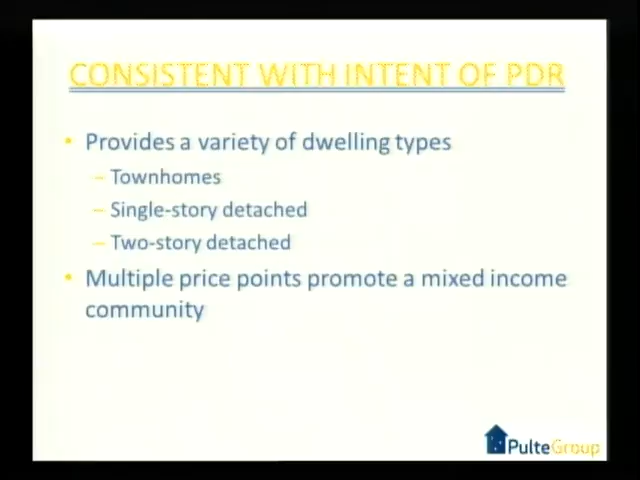 CONSISTENT WITH INTENT OF PDR
• Provides a variety of dwelling types
– Townhomes
– Single-story detached
– Two-story detached
• Multiple price points promote a mixed income
community
PulteGroup